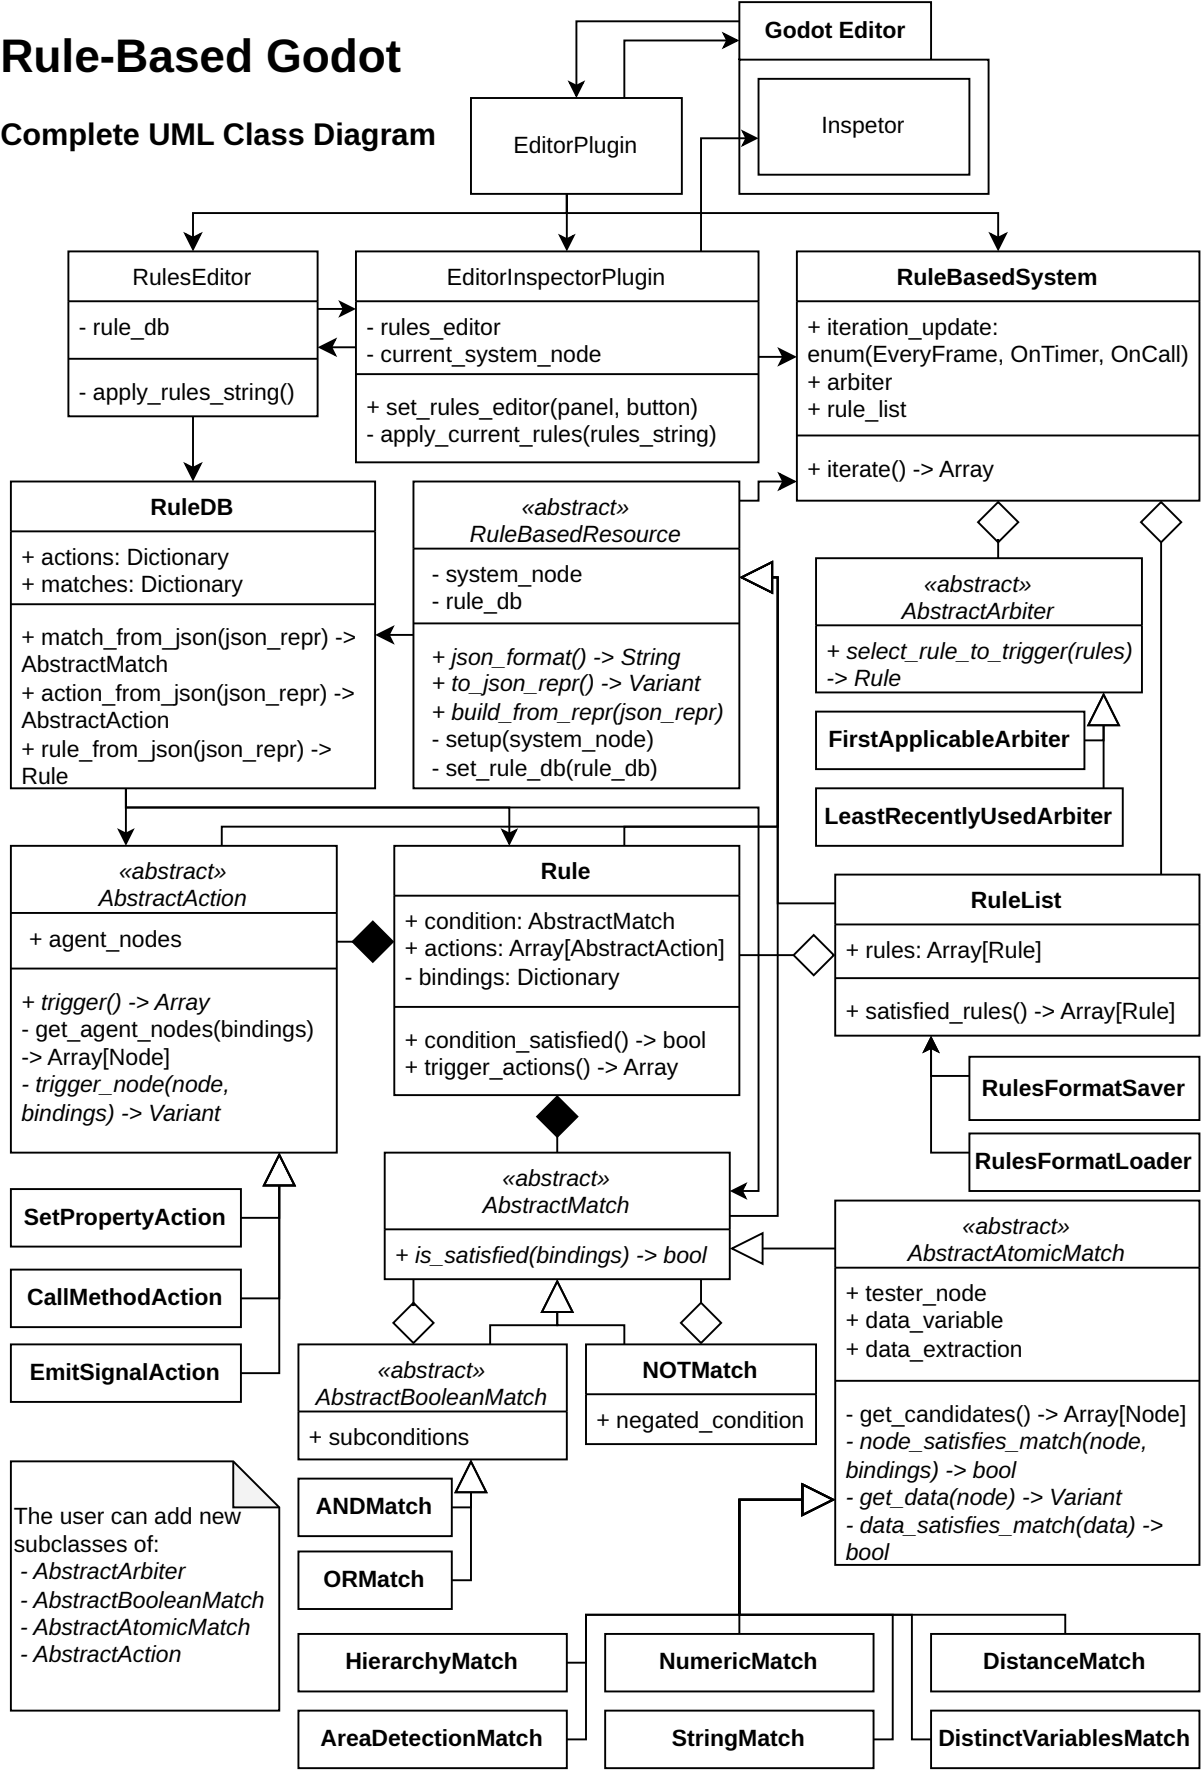 Rule-Based Godot
Complete UML Class Diagram
Godot Editor
Inspetor
EditorPlugin
RulesEditor
- rule_db
- apply_rules_string()
EditorInspectorPlugin
- rules_editor
- current_system_node
+ set_rules_editor(panel, button)
- apply_current_rules(rules_string)
RuleBasedSystem
+ iteration_update:
enum(EveryFrame, OnTimer, OnCall)
+ arbiter
+ rule_list
+ iterate() -> Array
RuleDB
+ actions: Dictionary
+ matches: Dictionary
+ match_from_json(json_repr) ->
AbstractMatch
+ action_from_json(json_repr) ->
AbstractAction
+ rule_from_json(json_repr) ->
Rule
«abstract»
RuleBasedResource
- system_node
- rule_db
+ json_format() -> String
+ to_json_repr() -> Variant
+ build_from_repr(json_repr)
- setup(system_node)
- set_rule_db(rule_db)
«abstract»
AbstractArbiter
+ select_rule_to_trigger(rules)
-> Rule
FirstApplicableArbiter
LeastRecentlyUsedArbiter
«abstract»
AbstractAction
+ agent_nodes
+ trigger() -> Array
- get_agent_nodes(bindings)
-> Array[Node]
- trigger_node(node,
bindings) -> Variant
Rule
+ condition: AbstractMatch
+ actions: Array[AbstractAction]
- bindings: Dictionary
+ condition_satisfied() -> bool
+ trigger_actions() -> Array
RuleList
+ rules: Array[Rule]
+ satisfied_rules() -> Array[Rule]
RulesFormatSaver
RulesFormatLoader
SetPropertyAction
CallMethodAction
EmitSignalAction
«abstract»
AbstractMatch
+ is_satisfied(bindings) -> bool
«abstract»
AbstractAtomicMatch
+ tester_node
+ data_variable
+ data_extraction
- get_candidates() -> Array[Node]
- node_satisfies_match(node,
bindings) -> bool
- get_data(node) -> Variant
- data_satisfies_match(data) ->
bool
«abstract»
AbstractBooleanMatch
+ subconditions
NOTMatch
+ negated_condition
ANDMatch
ORMatch
The user can add new
subclasses of:
- AbstractArbiter
- AbstractBooleanMatch
- AbstractAtomicMatch
- AbstractAction
HierarchyMatch
NumericMatch
DistanceMatch
AreaDetectionMatch
StringMatch
DistinctVariablesMatch